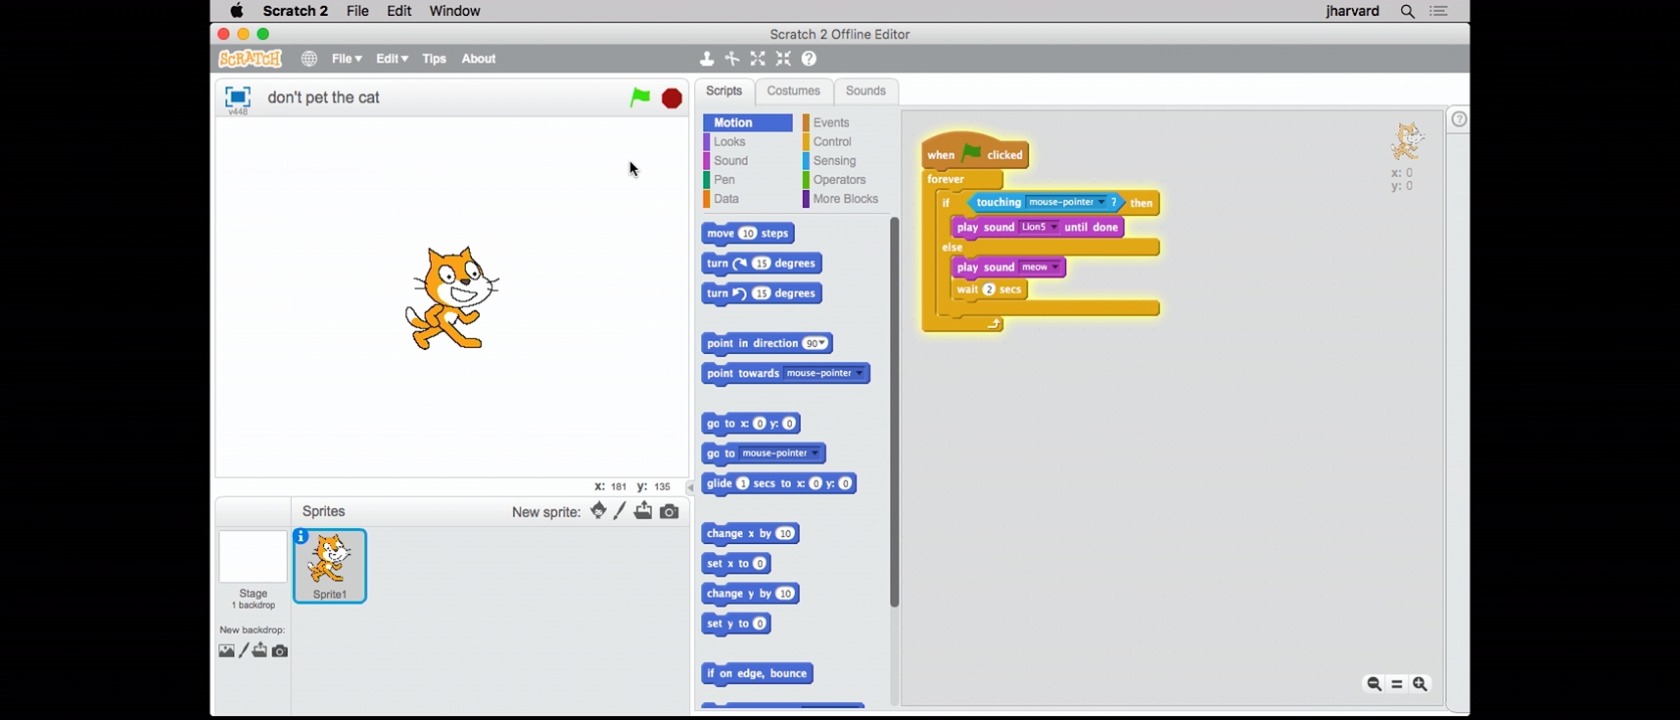 Scratch 2 File Edit Window jharvard
Scratch 2 Offline Editor
SCRATCH File Edit Tips About
don't pet the cat
v448
Scripts Costumes Sounds
Motion Events
Looks Control
Sound Sensing
Pen Operators
Data More Blocks
move 10 steps
turn 15 degrees
turn 15 degrees
point in direction 90
point towards mouse-pointer
go to x: 0 y: 0
go to mouse-pointer
glide 1 secs to x: 0 y: 0
change x by 10
set x to 0
change y by 10
set y to 0
if on edge, bounce
when clicked
forever
if touching mouse-pointer ? then
play sound Lion5 until done
else
play sound meow
wait 2 secs
x: 0
y: 0
x: 181 y: 135
Sprites New sprite:
Stage
1 backdrop
New backdrop:
Sprite1